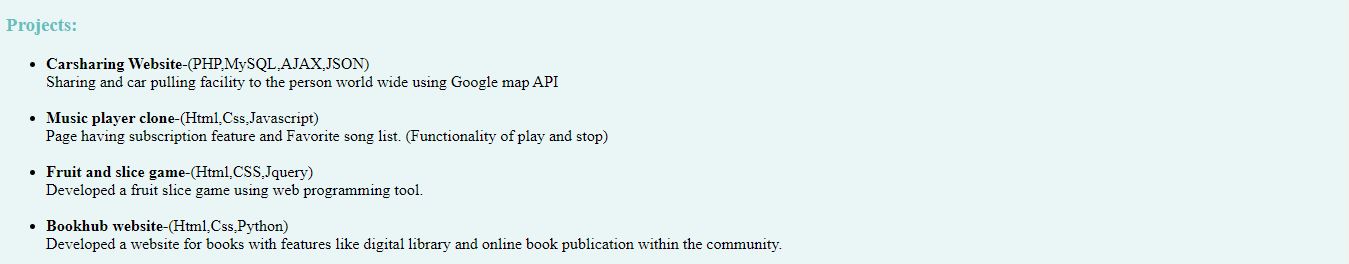 Projects:
Carsharing Website-(PHP,MySQL,AJAX,JSON)
Sharing and car pulling facility to the person world wide using Google map API
Music player clone-(Html,Css,Javascript)
Page having subscription feature and Favorite song list. (Functionality of play and stop)
Fruit and slice game-(Html,CSS,Jquery)
Developed a fruit slice game using web programming tool.
Bookhub website-(Html,Css,Python)
Developed a website for books with features like digital library and online book publication within the community.